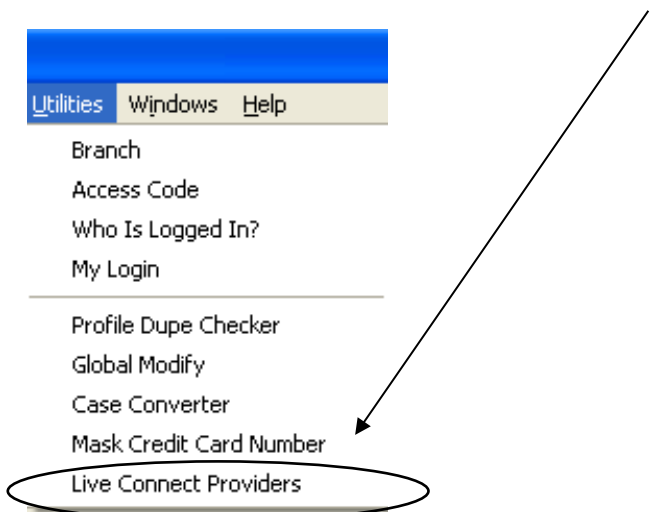 Utilities Windows Help
Branch
Access Code
Who Is Logged In?
My Login
Profile Dupe Checker
Global Modify
Case Converter
Mask Credit Card Number
Live Connect Providers